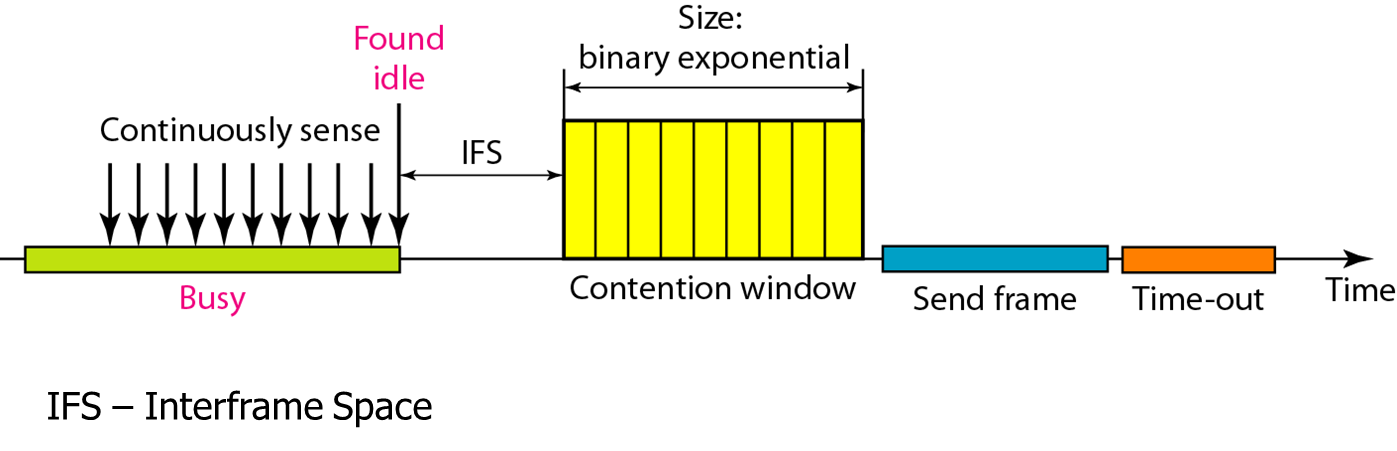 Size:
binary exponential
Found
idle
Continuously sense
IFS
Busy
Contention window
Send frame
Time-out
Time
IFS – Interframe Space